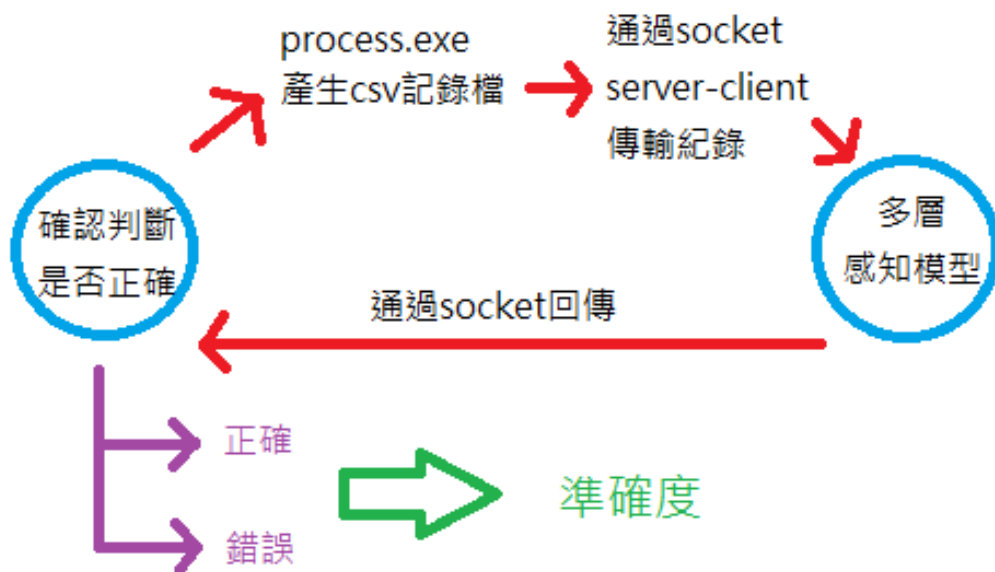 process.exe
產生csv記錄檔
通過socket
server-client
傳輸紀錄
確認判斷
是否正確
多層
感知模型
通過socket回傳
正確
錯誤
準確度